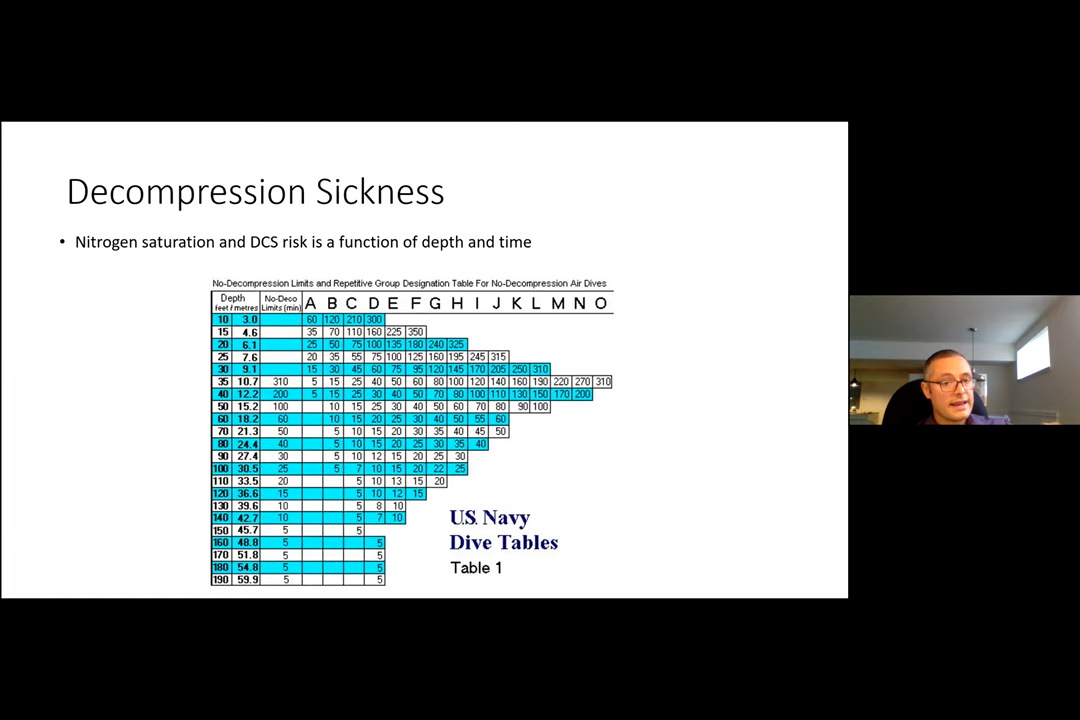 Decompression Sickness
• Nitrogen saturation and DCS risk is a function of depth and time
No-Decompression Limits and Repetitive Group Designation Table For No-Decompression Air Dives
Depth feet / metres No-Deco Limits (min) A B C D E F G H I J K L M N O
10 3.0 60 120 210 300
15 4.6 35 70 110 160 225 350
20 6.1 25 50 75 100 135 180 240 325
25 7.6 20 35 55 75 100 125 160 195 245 315
30 9.1 15 30 45 60 75 95 120 145 170 205 250 310
35 10.7 310 5 15 25 40 50 60 80 100 120 140 160 190 220 270 310
40 12.2 200 5 15 25 30 40 50 70 80 100 110 130 150 170 200
50 15.2 100 10 15 25 30 40 50 60 70 80 90 100
60 18.2 60 10 15 20 25 30 40 50 55 60
70 21.3 50 5 10 15 20 30 35 40 45 50
80 24.4 40 5 10 15 20 25 30 35 40
90 27.4 30 5 10 12 15 20 25 30
100 30.5 25 5 7 10 15 20 22 25
110 33.5 20 5 10 13 15 20
120 36.6 15 5 10 12 15
130 39.6 10 5 8 10
140 42.7 10 5 7 10
150 45.7 5 5
160 48.8 5 5
170 51.8 5 5
180 54.8 5 5
190 59.9 5 5
U.S. Navy
Dive Tables
Table 1